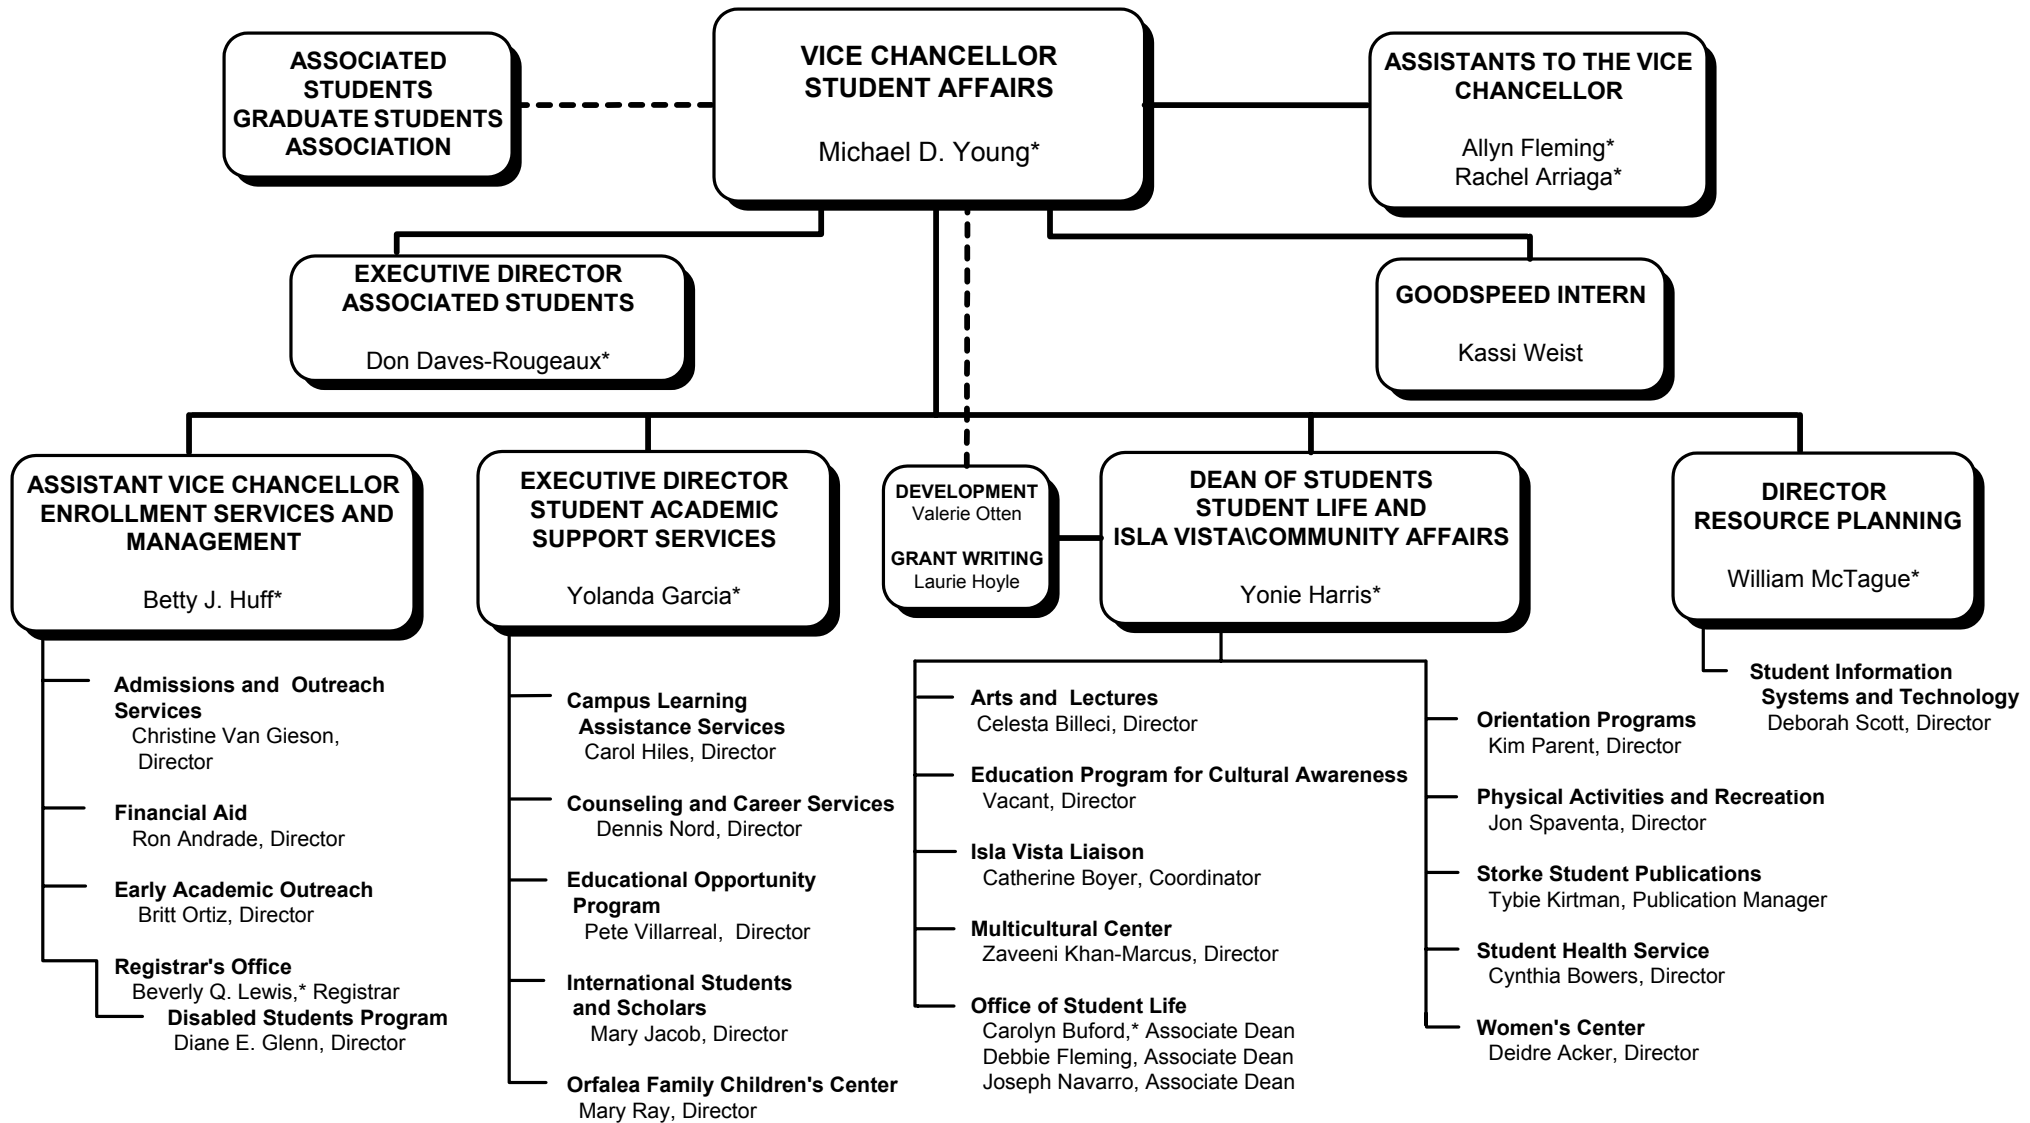 ASSOCIATED
STUDENTS
GRADUATE STUDENTS
ASSOCIATION
VICE CHANCELLOR
STUDENT AFFAIRS
Michael D. Young*
ASSISTANTS TO THE VICE
CHANCELLOR
Allyn Fleming*
Rachel Arriaga*
EXECUTIVE DIRECTOR
ASSOCIATED STUDENTS
Don Daves-Rougeaux*
GOODSPEED INTERN
Kassi Weist
ASSISTANT VICE CHANCELLOR
ENROLLMENT SERVICES AND
MANAGEMENT
Betty J. Huff*
EXECUTIVE DIRECTOR
STUDENT ACADEMIC
SUPPORT SERVICES
Yolanda Garcia*
DEVELOPMENT
Valerie Otten
GRANT WRITING
Laurie Hoyle
DEAN OF STUDENTS
STUDENT LIFE AND
ISLA VISTA\COMMUNITY AFFAIRS
Yonie Harris*
DIRECTOR
RESOURCE PLANNING
William McTague*
Admissions and Outreach
Services
Christine Van Gieson,
Director
Financial Aid
Ron Andrade, Director
Early Academic Outreach
Britt Ortiz, Director
Registrar's Office
Beverly Q. Lewis,* Registrar
Disabled Students Program
Diane E. Glenn, Director
Campus Learning
Assistance Services
Carol Hiles, Director
Counseling and Career Services
Dennis Nord, Director
Educational Opportunity
Program
Pete Villarreal, Director
International Students
and Scholars
Mary Jacob, Director
Orfalea Family Children's Center
Mary Ray, Director
Arts and Lectures
Celesta Billeci, Director
Education Program for Cultural Awareness
Vacant, Director
Isla Vista Liaison
Catherine Boyer, Coordinator
Multicultural Center
Zaveeni Khan-Marcus, Director
Office of Student Life
Carolyn Buford,* Associate Dean
Debbie Fleming, Associate Dean
Joseph Navarro, Associate Dean
Orientation Programs
Kim Parent, Director
Physical Activities and Recreation
Jon Spaventa, Director
Storke Student Publications
Tybie Kirtman, Publication Manager
Student Health Service
Cynthia Bowers, Director
Women's Center
Deidre Acker, Director
Student Information
Systems and Technology
Deborah Scott, Director